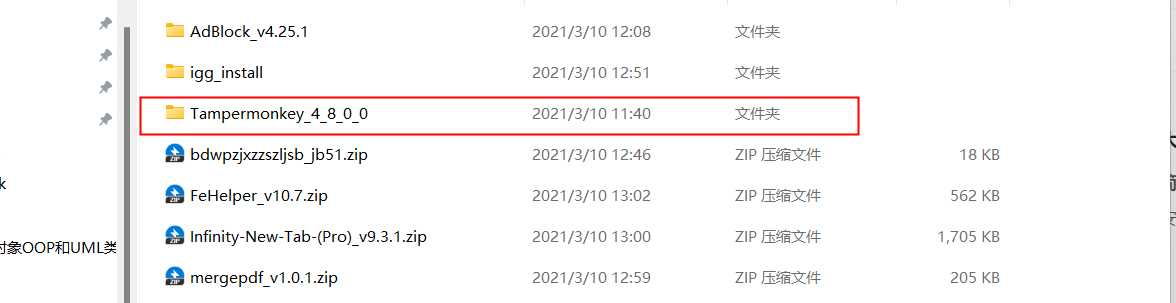 AdBlock_v4.25.1 2021/3/10 12:08 文件夹
igg_install 2021/3/10 12:51 文件夹
Tampermonkey_4_8_0_0 2021/3/10 11:40 文件夹
bdwpzjxzzszljsb_jb51.zip 2021/3/10 12:46 ZIP 压缩文件 18 KB
k
FeHelper_v10.7.zip 2021/3/10 13:02 ZIP 压缩文件 562 KB
Infinity-New-Tab-(Pro)_v9.3.1.zip 2021/3/10 13:00 ZIP 压缩文件 1,705 KB
对象OOP和UML类
mergepdf_v1.0.1.zip 2021/3/10 12:59 ZIP 压缩文件 205 KB